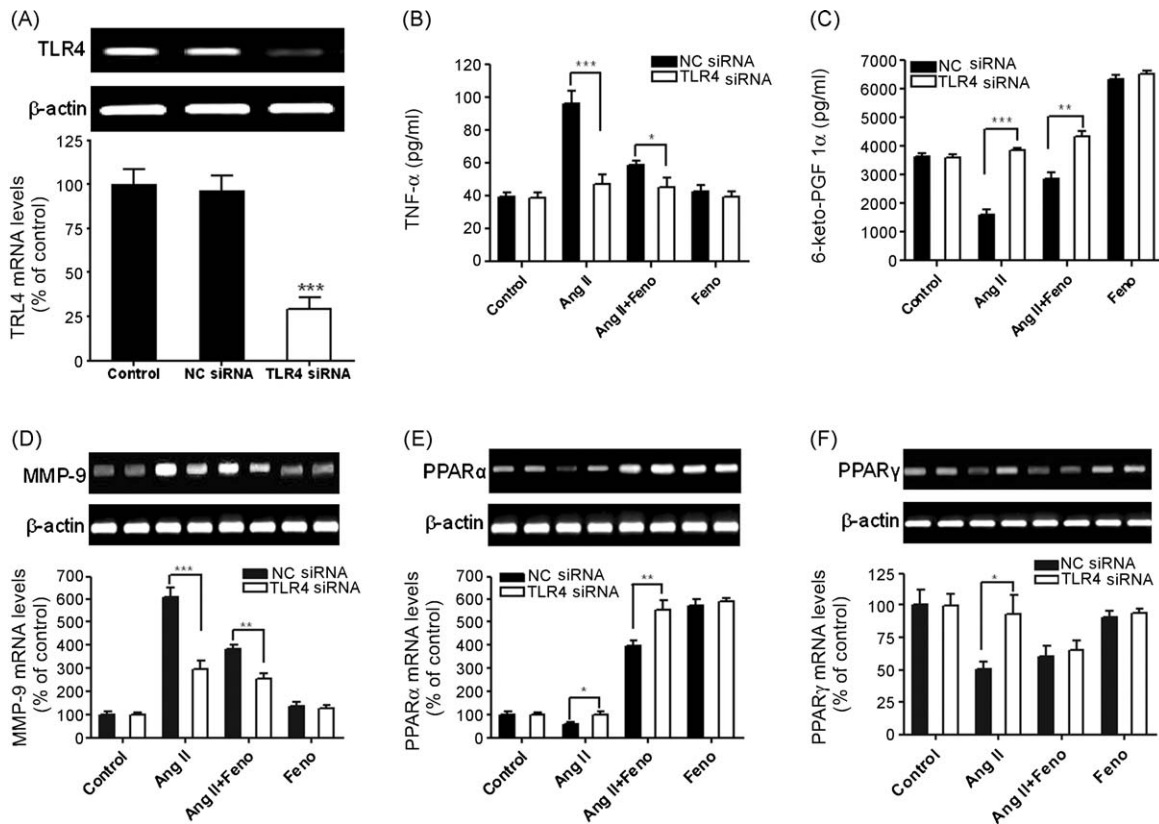 (A)
TLR4
β-actin
TRL4 mRNA levels
(% of control)
125
100
75
50
25
0
***
Control NC siRNA TLR4 siRNA
(B)
NC siRNA
TLR4 siRNA
TNF-α (pg/ml)
120
100
80
60
40
20
0
***
*
Control Ang II Ang II+Feno Feno
(C)
NC siRNA
TLR4 siRNA
6-keto-PGF 1α (pg/ml)
7000
6000
5000
4000
3000
2000
1000
0
***
**
Control Ang II Ang II+Feno Feno
(D)
MMP-9
β-actin
NC siRNA
TLR4 siRNA
MMP-9 mRNA levels
(% of control)
700
600
500
400
300
200
100
0
***
**
Control Ang II Ang II+Feno Feno
(E)
PPARα
β-actin
NC siRNA
TLR4 siRNA
PPARα mRNA levels
(% of control)
700
600
500
400
300
200
100
0
*
**
Control Ang II Ang II+Feno Feno
(F)
PPARγ
β-actin
NC siRNA
TLR4 siRNA
PPARγ mRNA levels
(% of control)
125
100
75
50
25
0
*
Control Ang II Ang II+Feno Feno